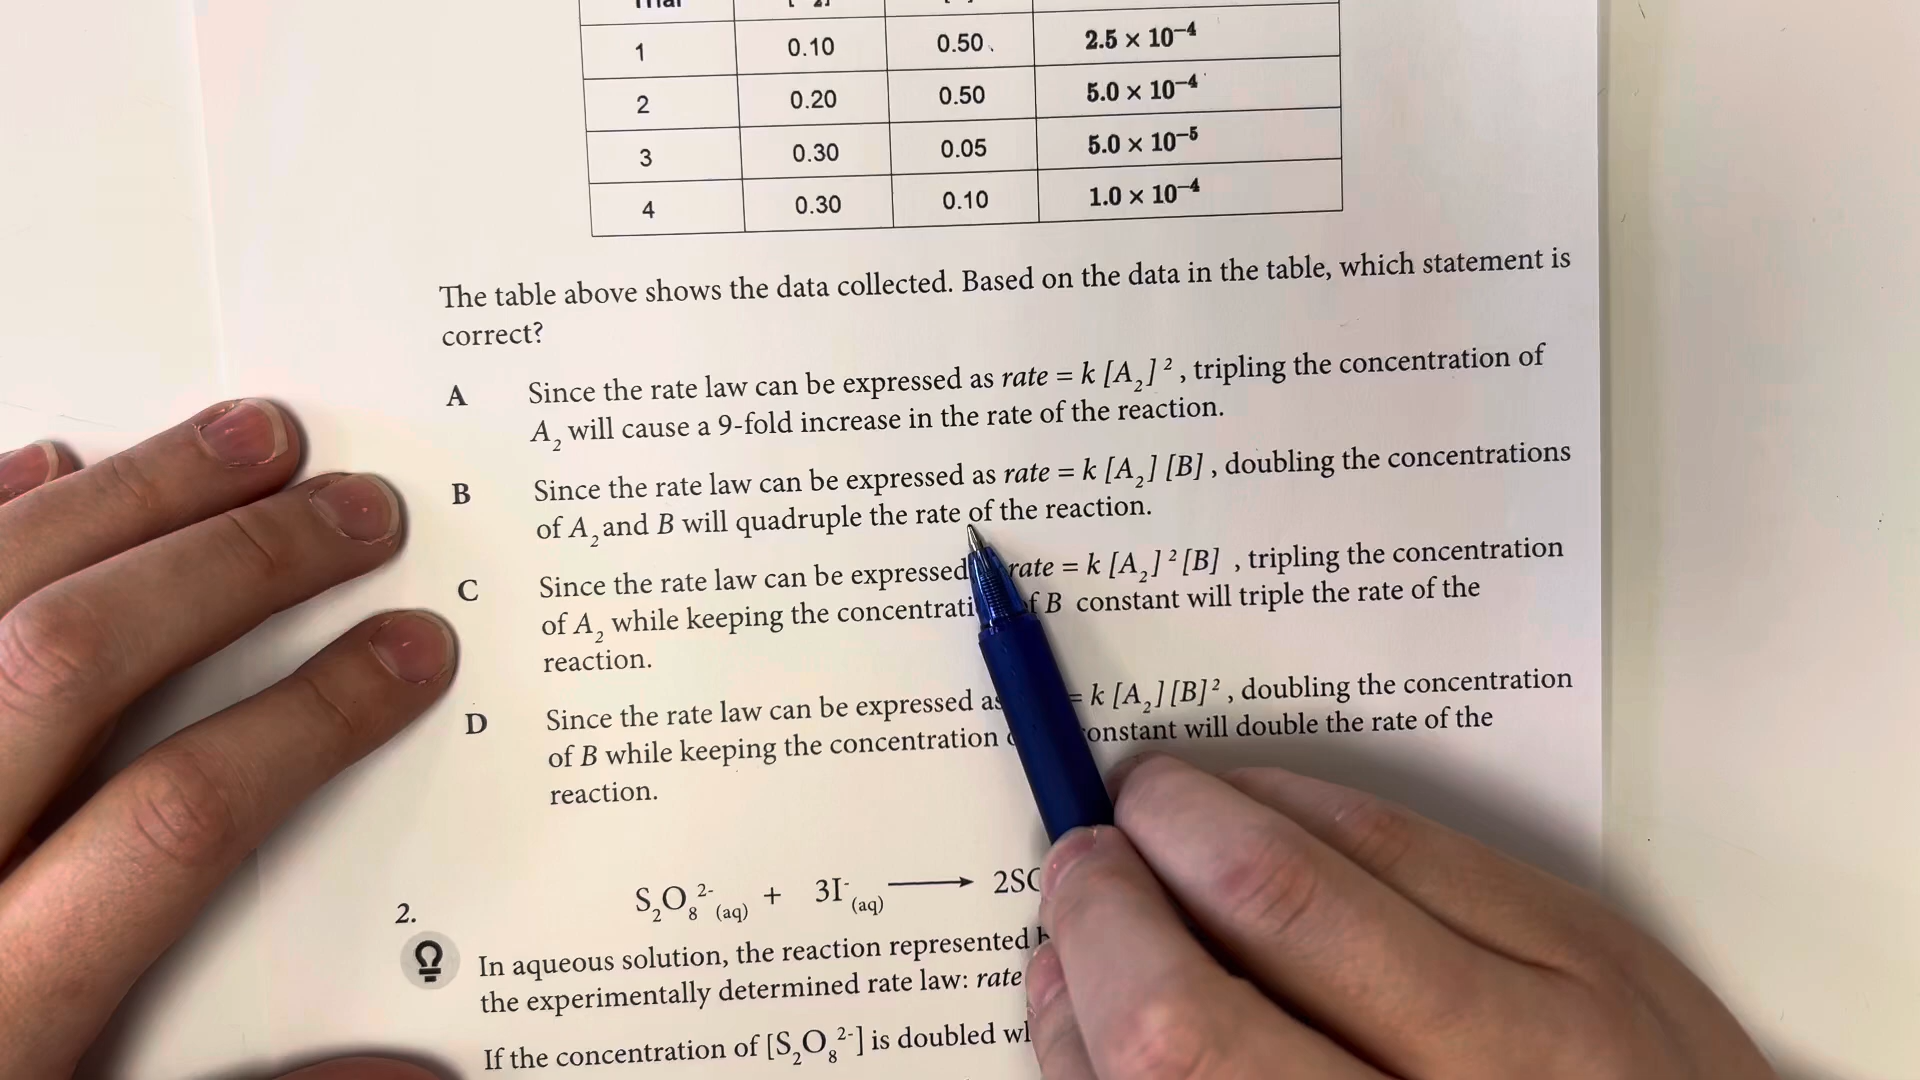 1 0.10 0.50 2.5 × 10⁻⁴
2 0.20 0.50 5.0 × 10⁻⁴
3 0.30 0.05 5.0 × 10⁻⁵
4 0.30 0.10 1.0 × 10⁻⁴
The table above shows the data collected. Based on the data in the table, which statement is
correct?
A Since the rate law can be expressed as rate = k [A₂]², tripling the concentration of
A₂ will cause a 9-fold increase in the rate of the reaction.
B Since the rate law can be expressed as rate = k [A₂] [B], doubling the concentrations
of A₂ and B will quadruple the rate of the reaction.
C Since the rate law can be expressed rate = k [A₂]² [B] , tripling the concentration
of A₂ while keeping the concentrati of B constant will triple the rate of the
reaction.
D Since the rate law can be expressed as = k [A₂][B]², doubling the concentration
of B while keeping the concentration constant will double the rate of the
reaction.
2. S₂O₈²⁻(aq) + 3I⁻(aq) ⟶ 2SO
In aqueous solution, the reaction represented
the experimentally determined rate law: rate
If the concentration of [S₂O₈²⁻] is doubled